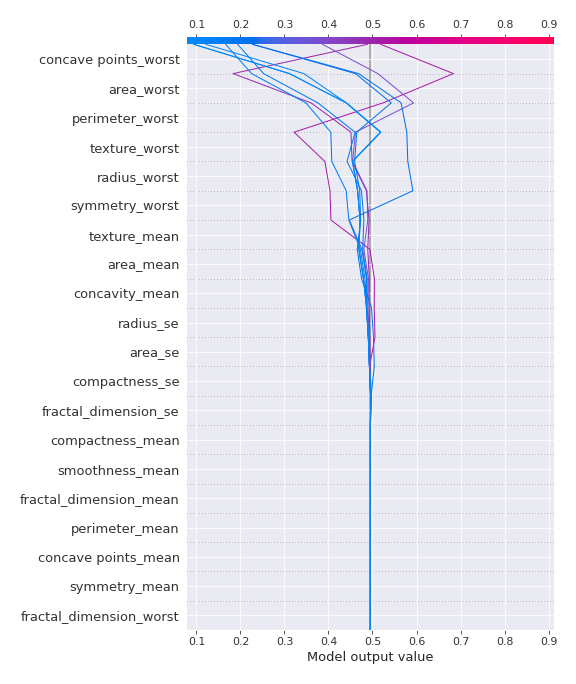 0.1 0.2 0.3 0.4 0.5 0.6 0.7 0.8 0.9
concave points_worst
area_worst
perimeter_worst
texture_worst
radius_worst
symmetry_worst
texture_mean
area_mean
concavity_mean
radius_se
area_se
compactness_se
fractal_dimension_se
compactness_mean
smoothness_mean
fractal_dimension_mean
perimeter_mean
concave points_mean
symmetry_mean
fractal_dimension_worst
0.1 0.2 0.3 0.4 0.5 0.6 0.7 0.8 0.9
Model output value